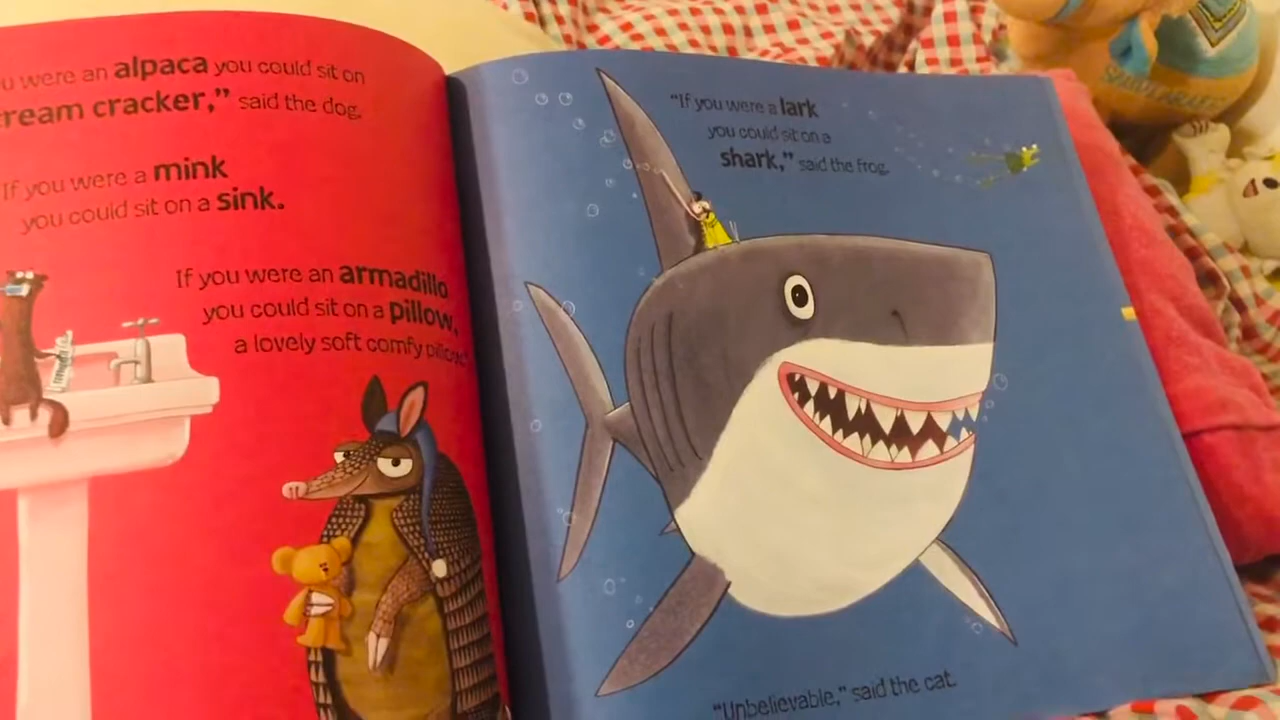 u were an alpaca you could sit on
ream cracker,” said the dog.
If you were a mink
you could sit on a sink.
If you were an armadillo
you could sit on a pillow,
a lovely soft comfy pillow.”
“If you were a lark
you could sit on a
shark,” said the frog.
“Unbelievable,” said the cat.